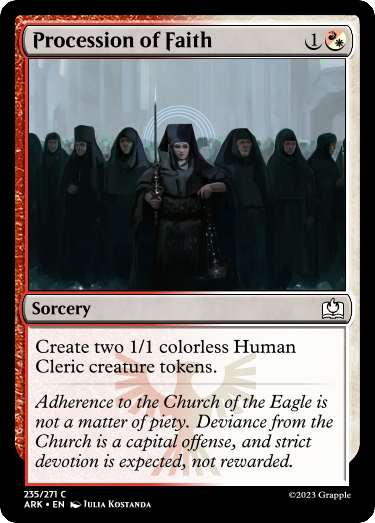 Procession of Faith 1
Sorcery
Create two 1/1 colorless Human
Cleric creature tokens.
Adherence to the Church of the Eagle is
not a matter of piety. Deviance from the
Church is a capital offense, and strict
devotion is expected, not rewarded.
235/271 C
ARK • EN Julia Kostanda
©2023 Grapple